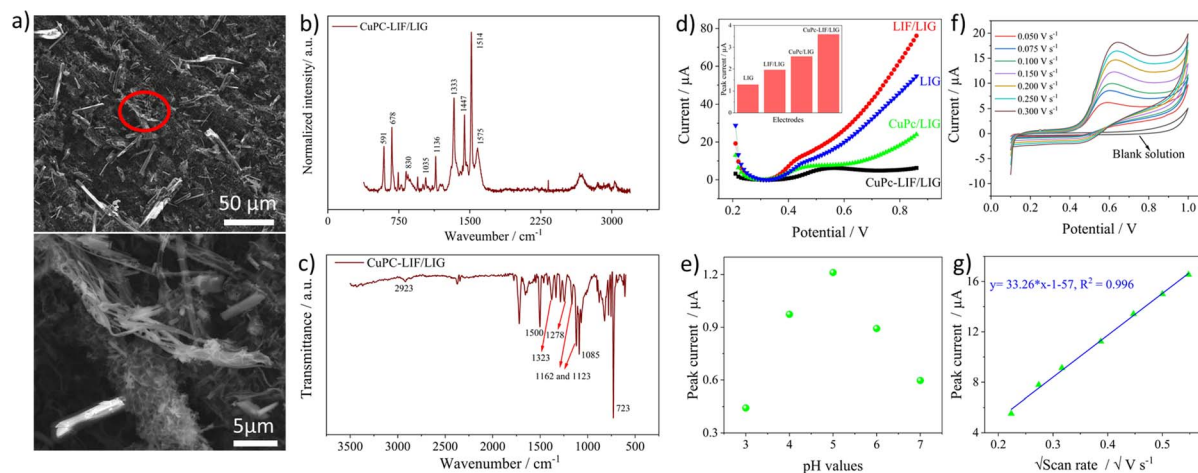 a)
50 μm
5μm
b)
CuPC-LIF/LIG
Normalized intensity/ a.u.
591
678
830
1035
1136
1333
1447
1514
1575
0
750
1500
2250
3000
Waveumber / cm-1
c)
CuPC-LIF/LIG
Transmittance / a.u.
2923
1500
1323
1278
1162 and 1123
1085
723
3500
3000
2500
2000
1500
1000
500
Wavenumber / cm-1
d)
Current / μA
80
60
40
20
0
Peak current/ μA
4
3
2
1
0
LIG
LIF/LIG
CuPc/LIG
CuPc-LIF/LIG
Electrodes
LIF/LIG
LIG
CuPc/LIG
CuPc-LIF/LIG
0.2
0.4
0.6
0.8
Potential / V
e)
Peak current / μA
1.2
0.9
0.6
0.3
3
4
5
6
7
pH values
f)
Current / μA
20
15
10
5
0
-5
-10
0.050 V s-1
0.075 V s-1
0.100 V s-1
0.150 V s-1
0.200 V s-1
0.250 V s-1
0.300 V s-1
Blank solution
0.0
0.2
0.4
0.6
0.8
1.0
Potential / V
g)
y= 33.26*x-1-57, R2 = 0.996
Peak current / μA
16
12
8
4
0.2
0.3
0.4
0.5
√Scan rate / √ V s-1